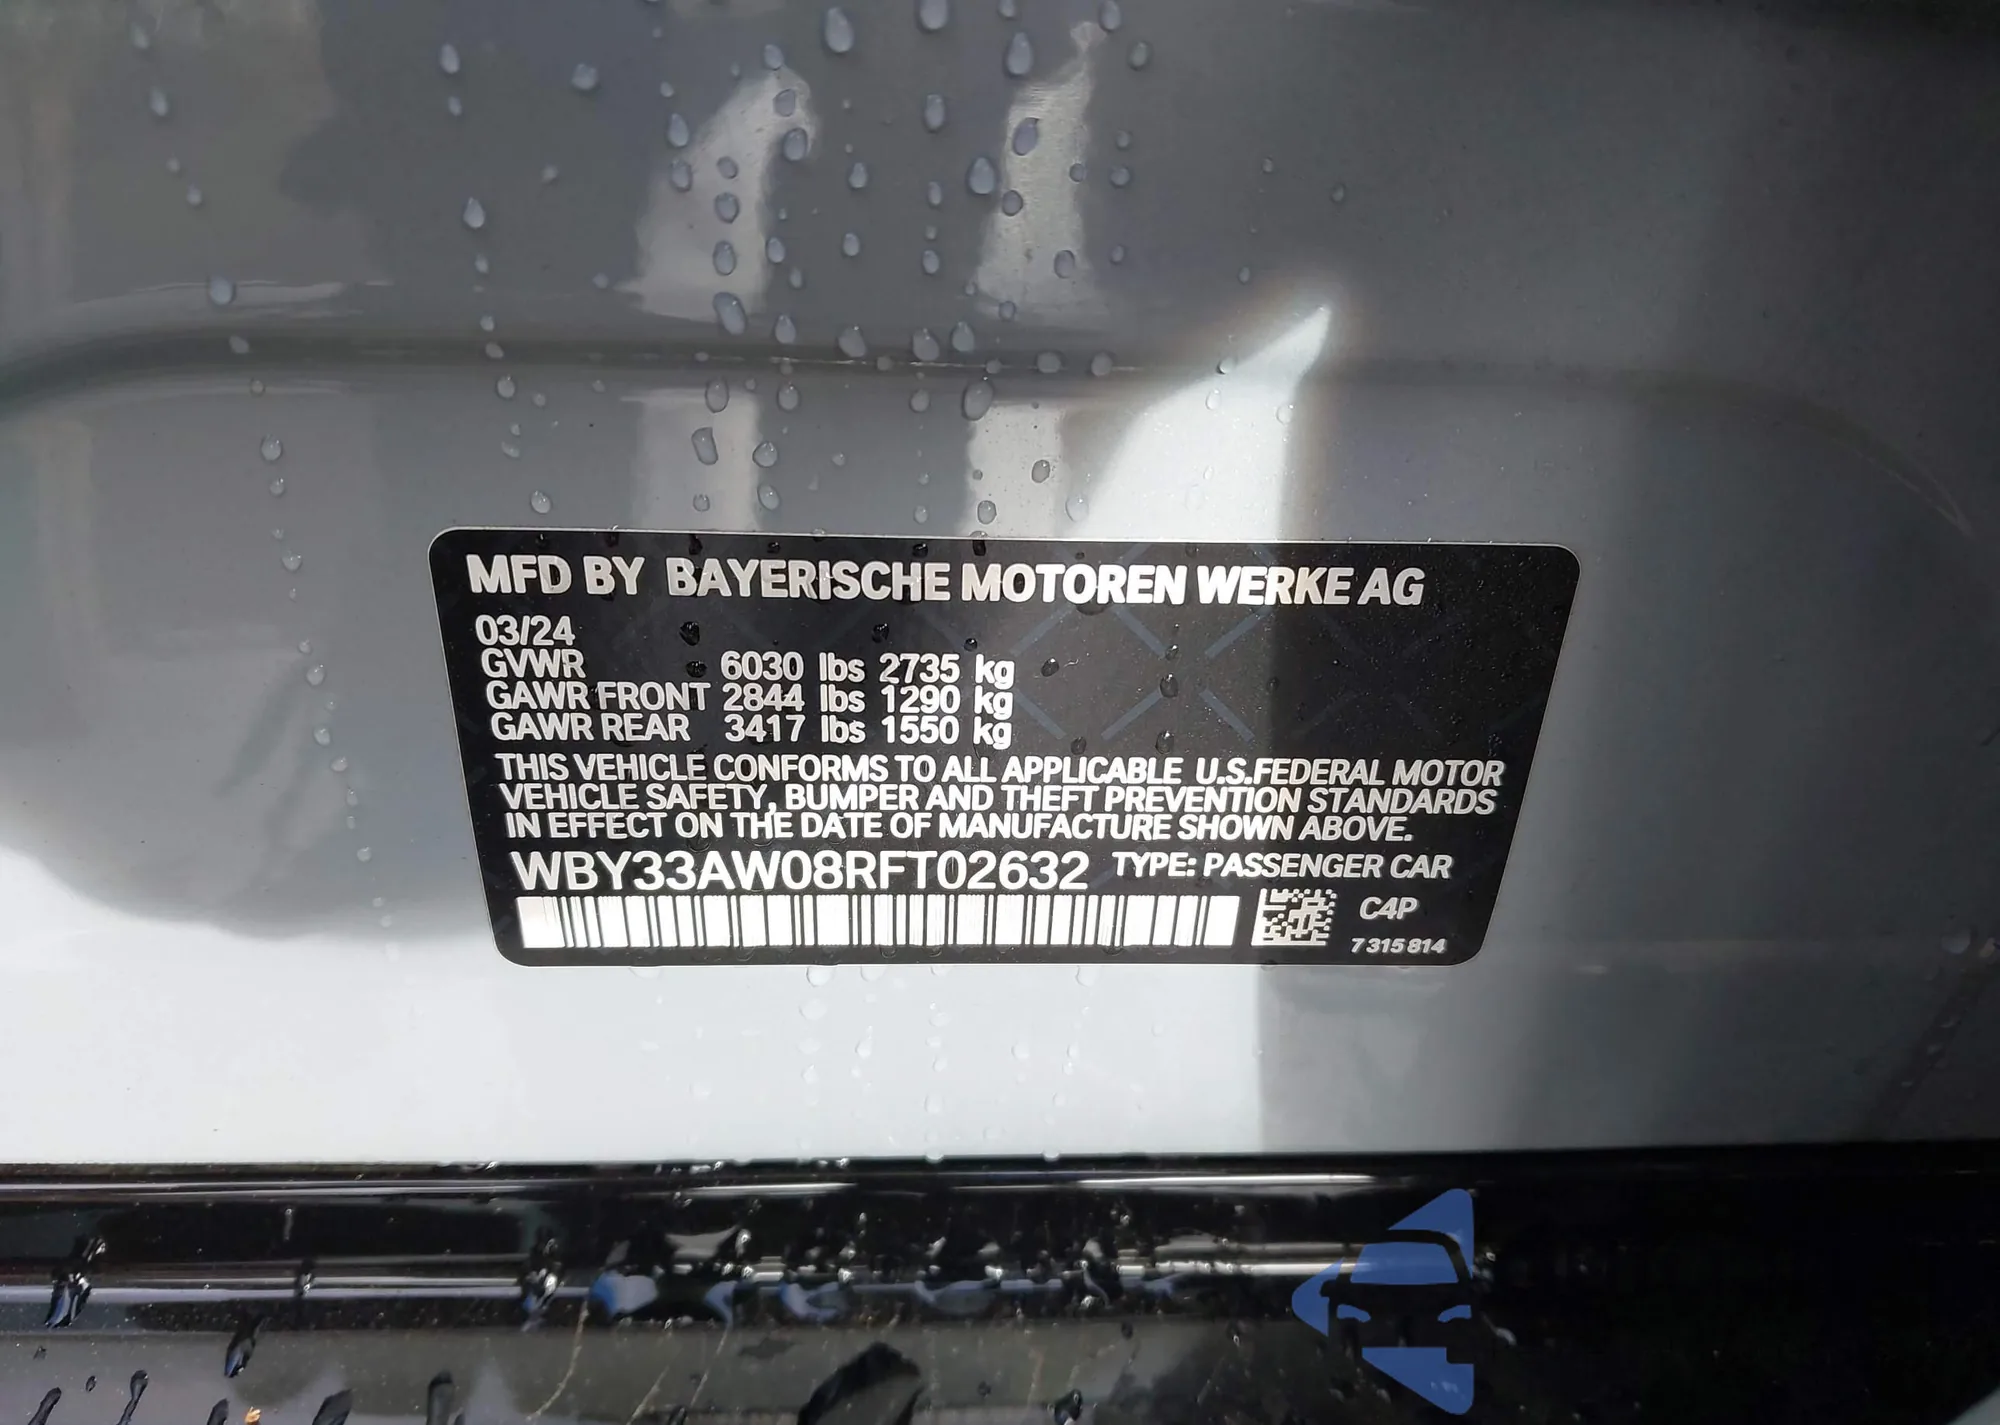 MFD BY BAYERISCHE MOTOREN WERKE AG
03/24
GVWR 6030 lbs 2735 kg
GAWR FRONT 2844 lbs 1290 kg
GAWR REAR 3417 lbs 1550 kg
THIS VEHICLE CONFORMS TO ALL APPLICABLE U.S.FEDERAL MOTOR
VEHICLE SAFETY, BUMPER AND THEFT PREVENTION STANDARDS
IN EFFECT ON THE DATE OF MANUFACTURE SHOWN ABOVE.
WBY33AW08RFT02632 TYPE: PASSENGER CAR
C4P
7 315 814